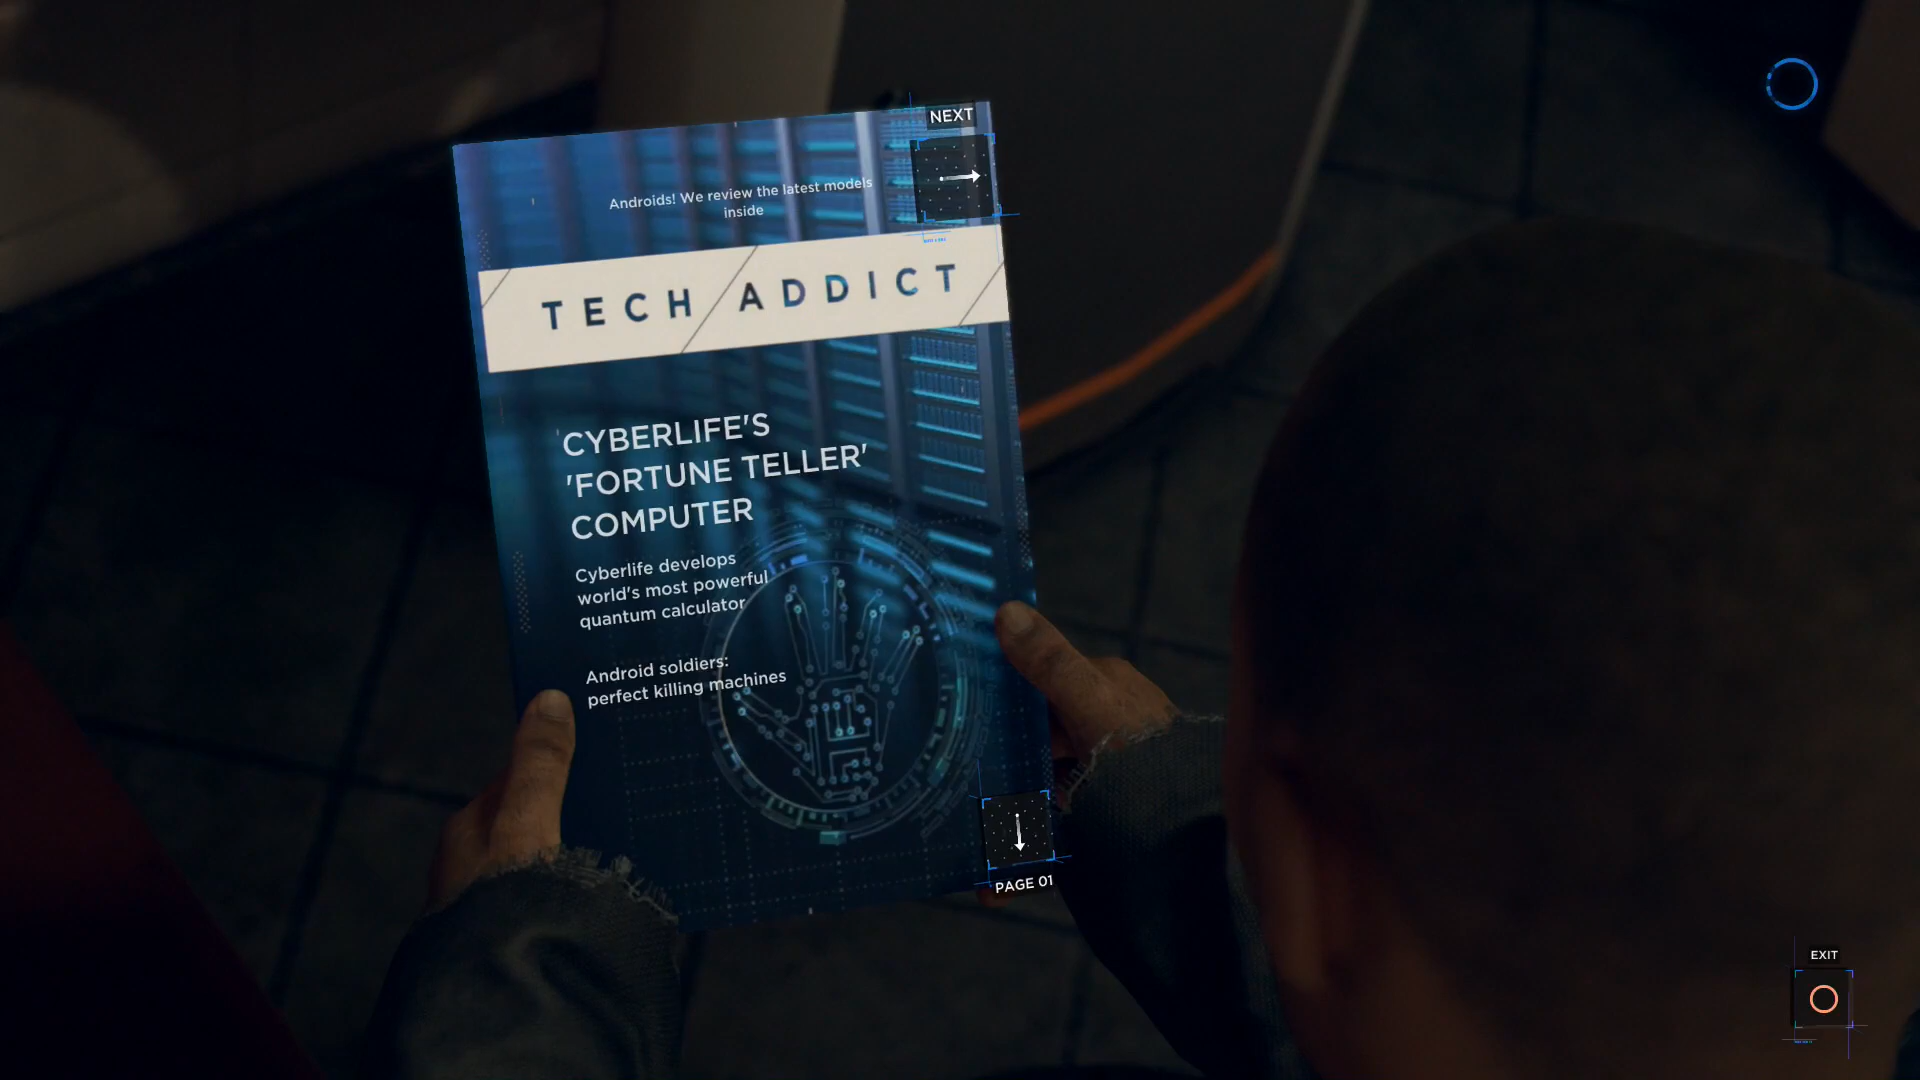 NEXT
Androids! We review the latest models
inside
TECH ADDICT
CYBERLIFE'S
'FORTUNE TELLER'
COMPUTER
Cyberlife develops
world's most powerful
quantum calculator
Android soldiers:
perfect killing machines
PAGE 01
EXIT